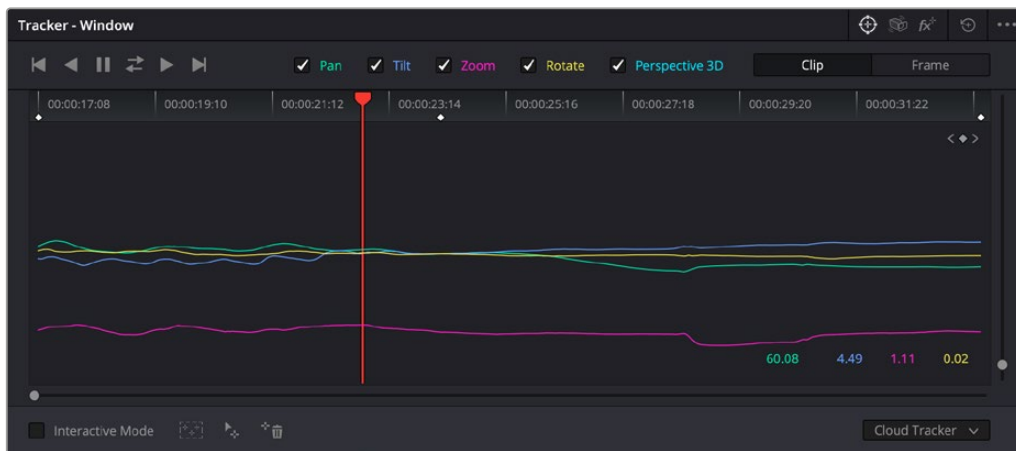 Tracker - Window
Pan Tilt Zoom Rotate Perspective 3D Clip Frame
00:00:17:08 00:00:19:10 00:00:21:12 00:00:23:14 00:00:25:16 00:00:27:18 00:00:29:20 00:00:31:22
60.08 4.49 1.11 0.02
Interactive Mode Cloud Tracker